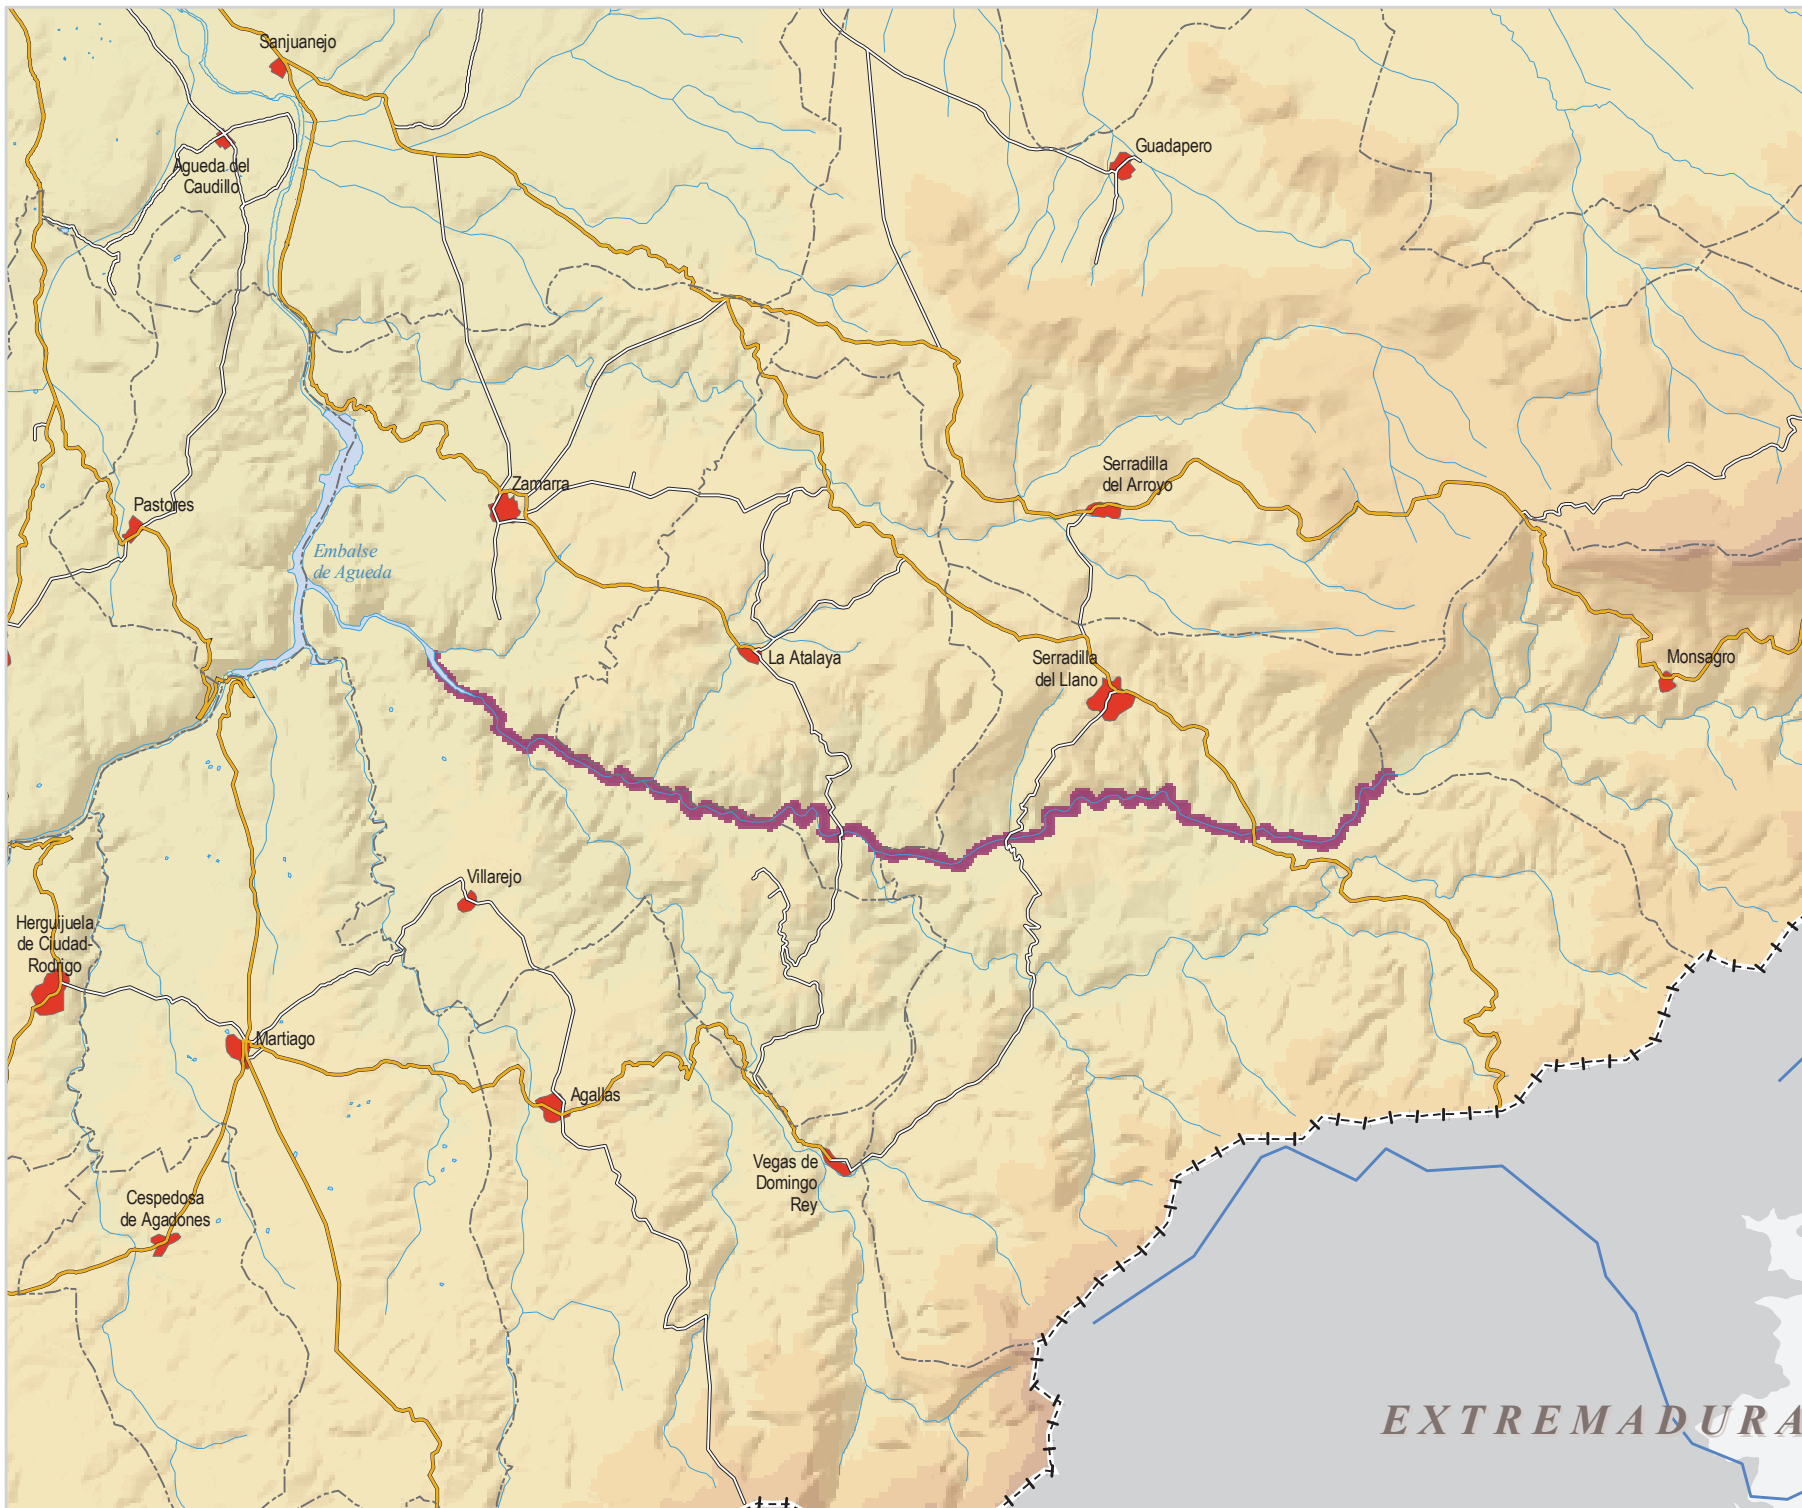 Sanjuanejo
Agueda del
Caudillo
Guadapero
Serradilla
del Arroyo
Zamarra
Pastores
Embalse
de Agueda
La Atalaya
Serradilla
del Llano
Monsagro
Villarejo
Herguijuela
de Ciudad-
Rodrigo
Martiago
Agallas
Vegas de
Domingo
Rey
Cespedosa
de Agadones
EXTREMADURA